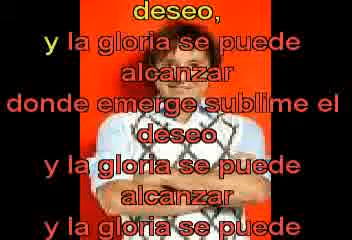 deseo,
y la gloria se puede
alcanzar
donde emerge sublime el
deseo
y la gloria se puede
alcanzar
y la gloria se puede